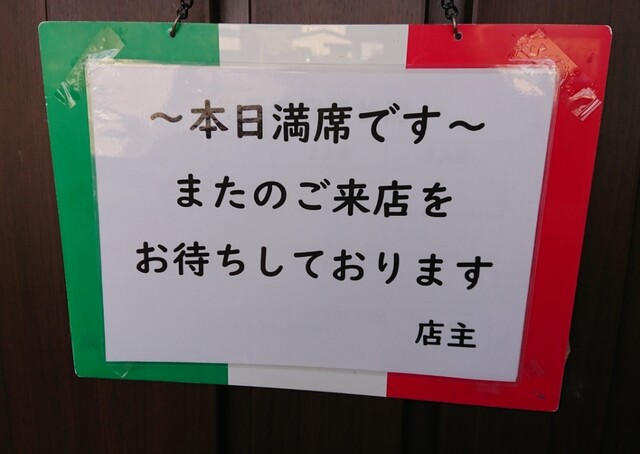 ～本日満席です～
またのご来店を
お待ちしております
店主